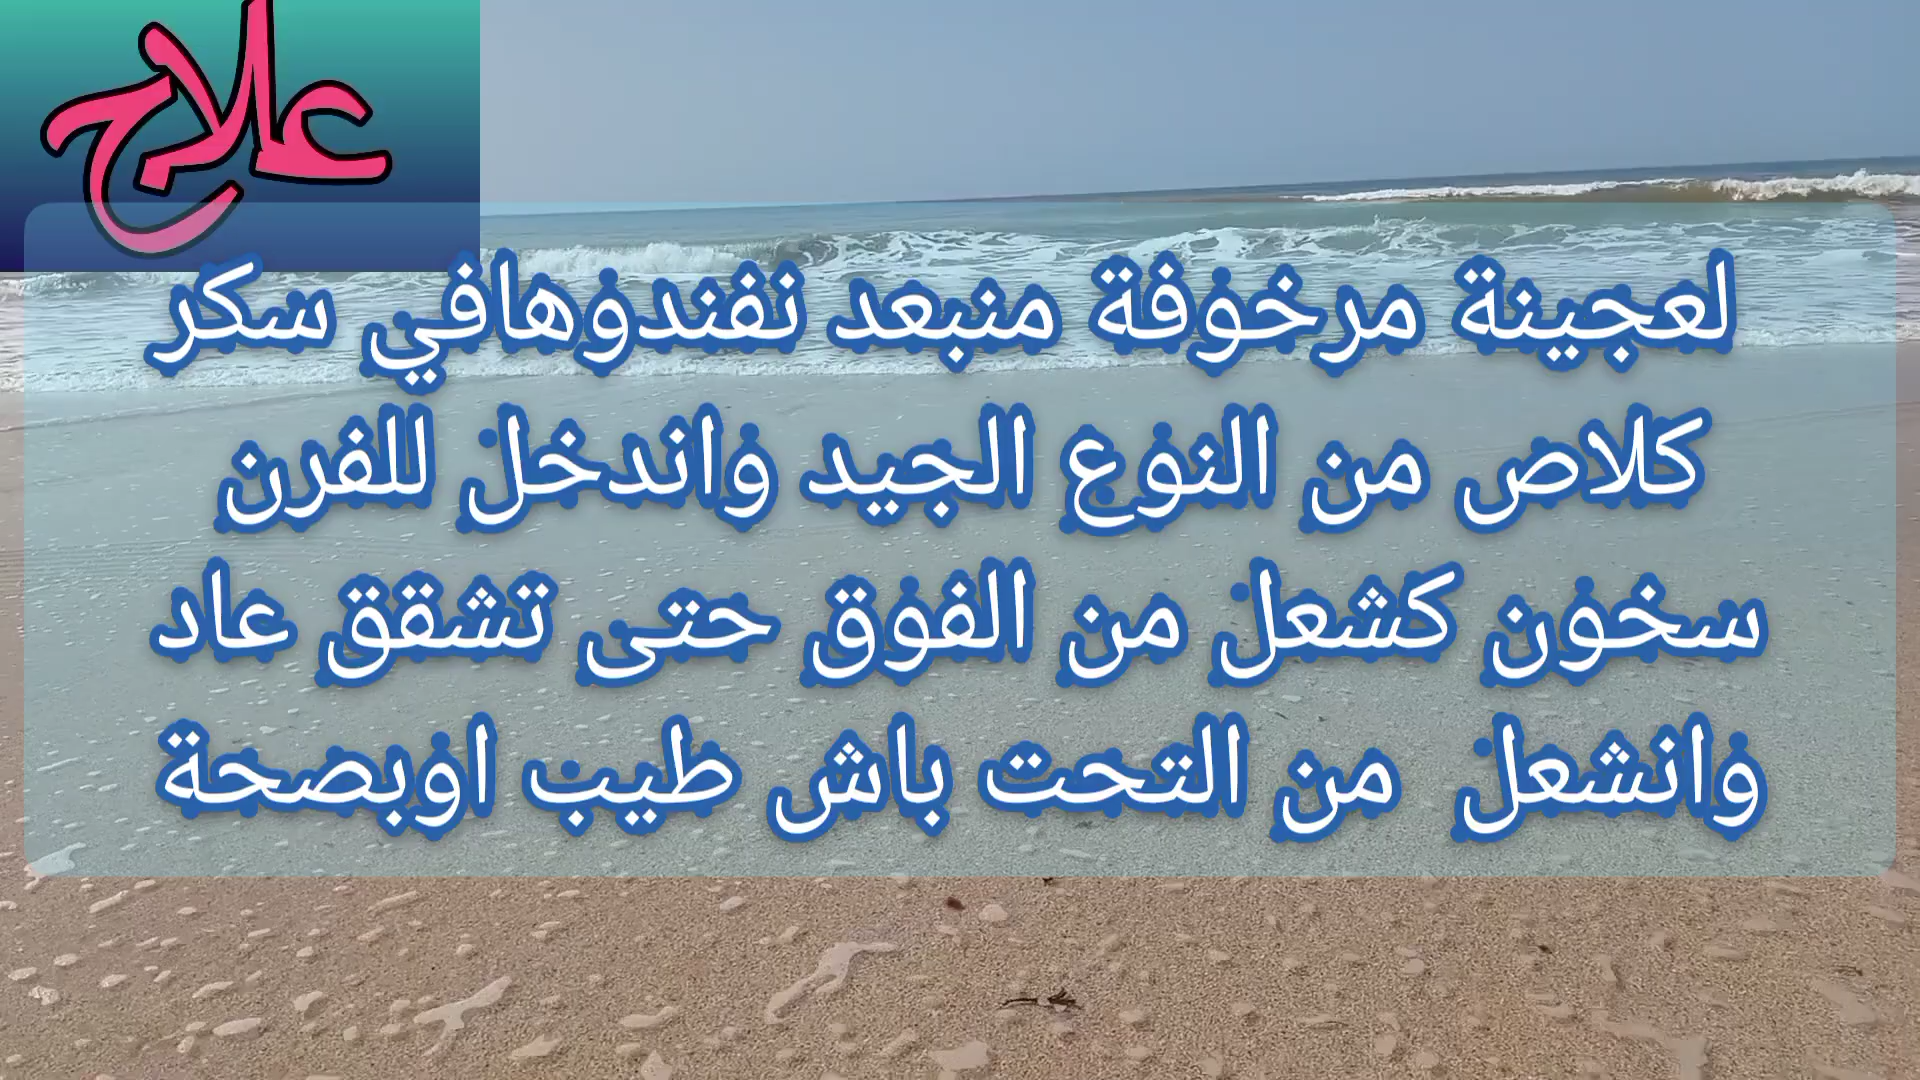 علاج
لعجينة مرخوفة منبعد نفندوهافي سكر
كلاص من النوع الجيد واندخل للفرن
سخون كشعل من الفوق حتى تشقق عاد
وانشعل من التحت باش طيب اوبصحة